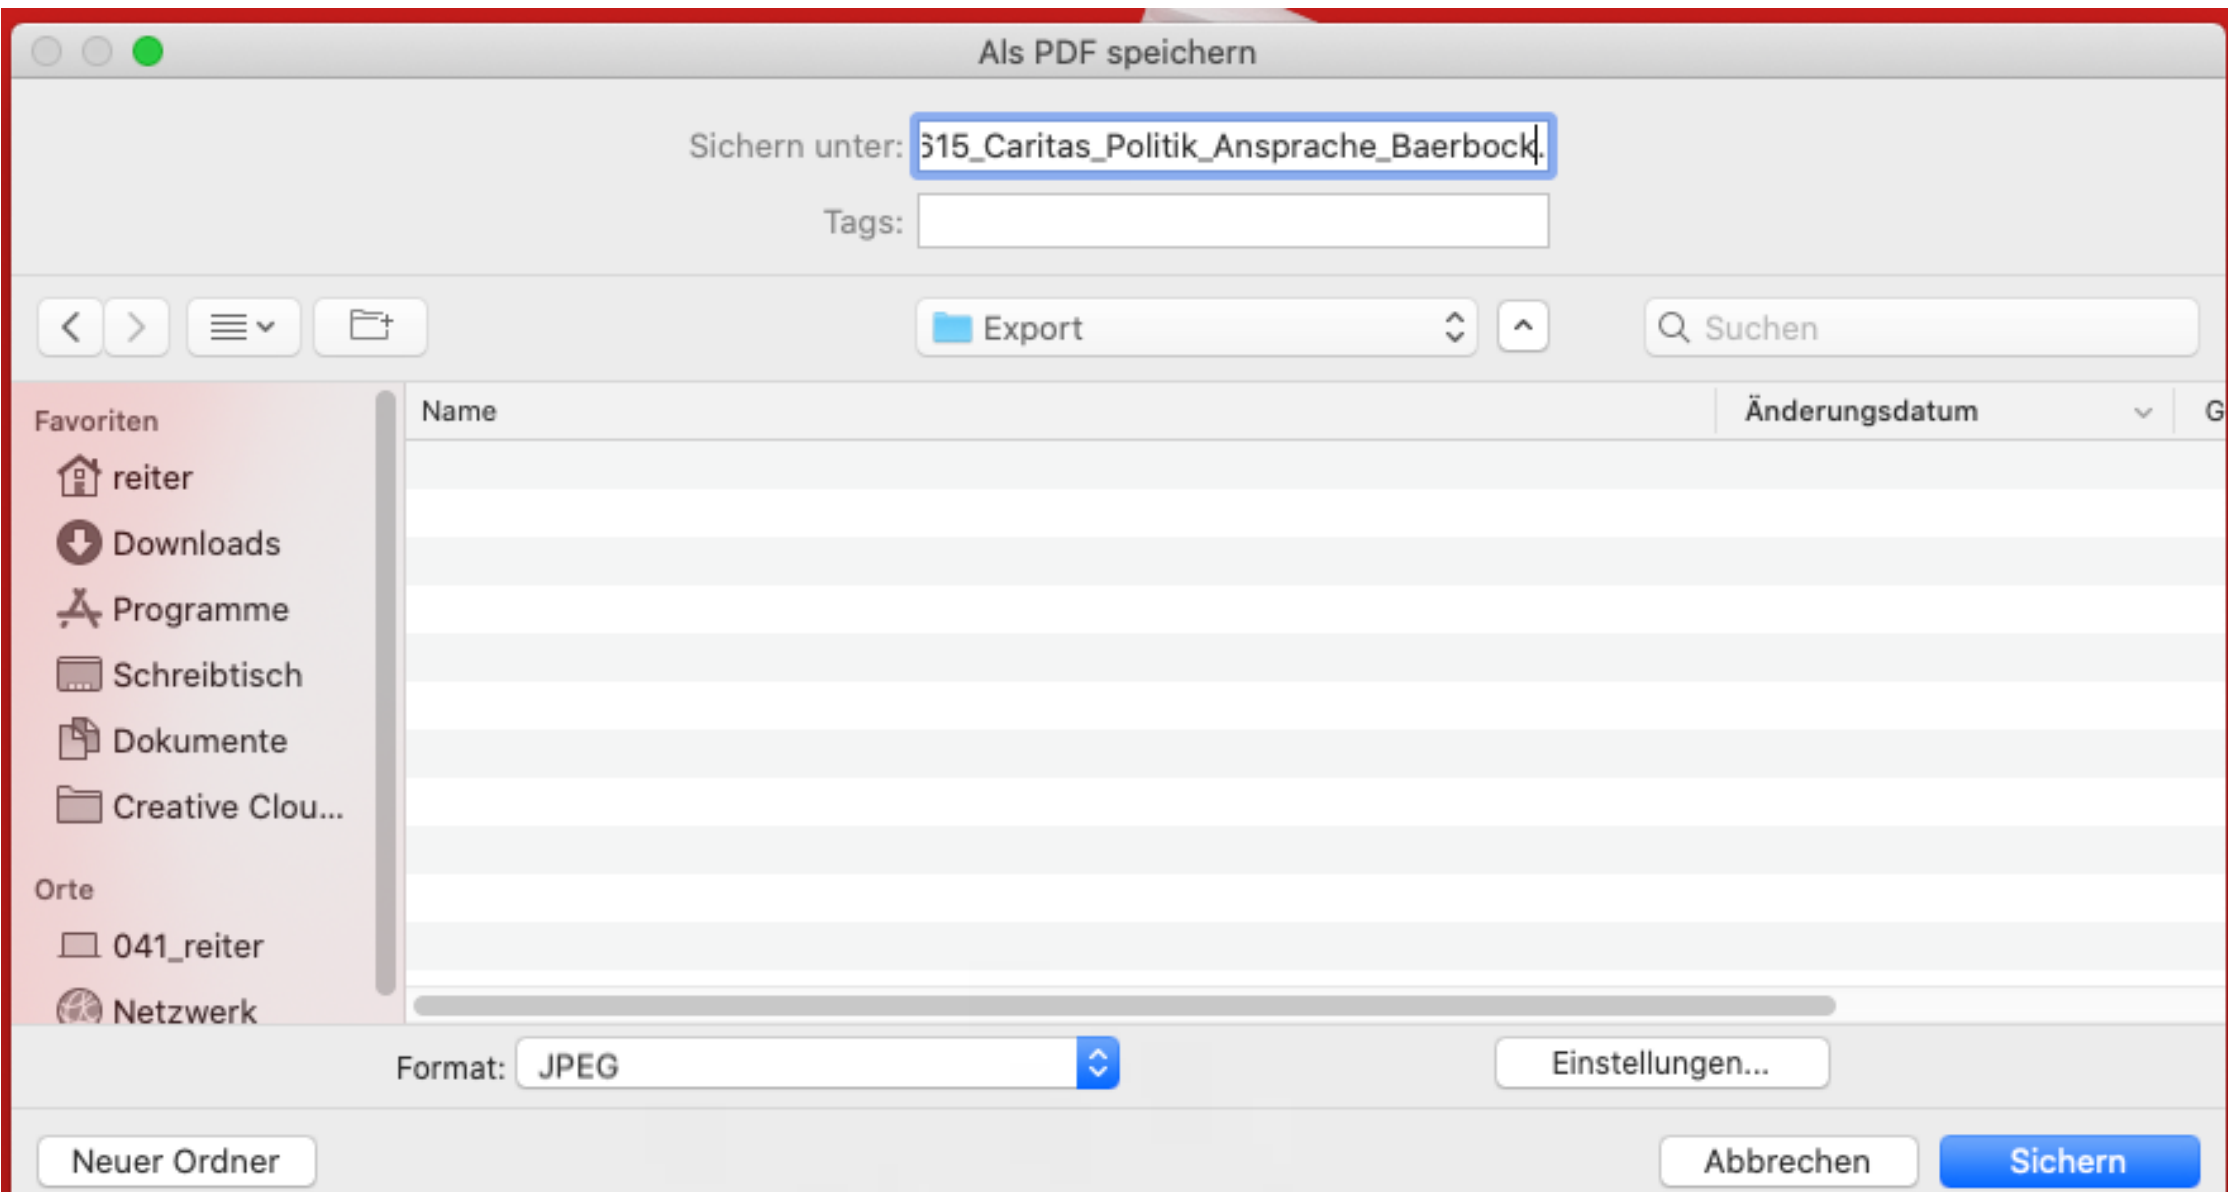 Als PDF speichern
Sichern unter: 615_Caritas_Politik_Ansprache_Baerbock.
Tags:
Export
Suchen
Favoriten
reiter
Downloads
Programme
Schreibtisch
Dokumente
Creative Clou...
Orte
041_reiter
Netzwerk
Name Änderungsdatum G
Format: JPEG Einstellungen...
Neuer Ordner Abbrechen Sichern